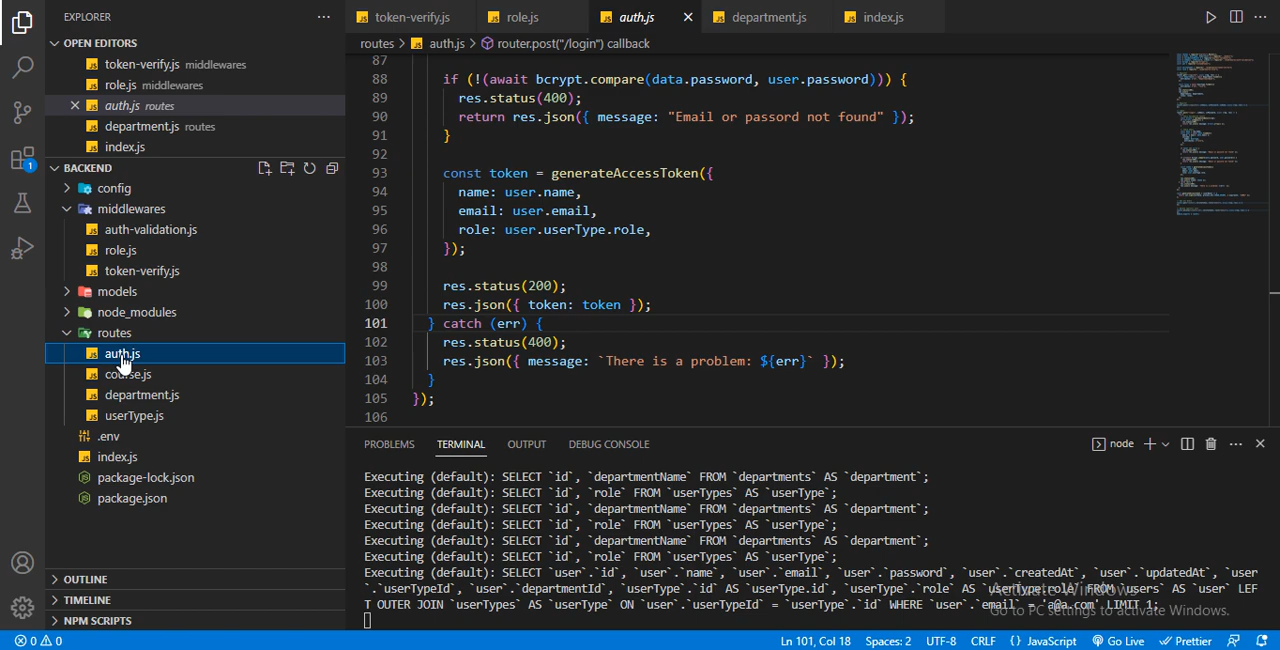 EXPLORER
OPEN EDITORS
token-verify.js middlewares
role.js middlewares
auth.js routes
department.js routes
index.js
BACKEND
config
middlewares
auth-validation.js
role.js
token-verify.js
models
node_modules
routes
auth.js
course.js
department.js
userType.js
.env
index.js
package-lock.json
package.json
OUTLINE
TIMELINE
NPM SCRIPTS
1
token-verify.js role.js auth.js department.js index.js
routes > auth.js > router.post("/login") callback
87
88 if (!(await bcrypt.compare(data.password, user.password))) {
89 res.status(400);
90 return res.json({ message: "Email or passord not found" });
91 }
92
93 const token = generateAccessToken({
94 name: user.name,
95 email: user.email,
96 role: user.userType.role,
97 });
98
99 res.status(200);
100 res.json({ token: token });
101 } catch (err) {
102 res.status(400);
103 res.json({ message: `There is a problem: ${err}` });
104 }
105 });
106
PROBLEMS TERMINAL OUTPUT DEBUG CONSOLE node
Executing (default): SELECT `id`, `departmentName` FROM `departments` AS `department`;
Executing (default): SELECT `id`, `role` FROM `userTypes` AS `userType`;
Executing (default): SELECT `id`, `departmentName` FROM `departments` AS `department`;
Executing (default): SELECT `id`, `role` FROM `userTypes` AS `userType`;
Executing (default): SELECT `id`, `departmentName` FROM `departments` AS `department`;
Executing (default): SELECT `id`, `role` FROM `userTypes` AS `userType`;
Executing (default): SELECT `user`.`id`, `user`.`name`, `user`.`email`, `user`.`password`, `user`.`createdAt`, `user`.`updatedAt`, `user
`.`userTypeId`, `user`.`departmentId`, `userType`.`id` AS `userType.id`, `userType`.`role` AS `userType.role` FROM `users` AS `user` LEF
T OUTER JOIN `userTypes` AS `userType` ON `user`.`userTypeId` = `userType`.`id` WHERE `user`.`email` = 'a@a.com' LIMIT 1;
Activate Windows
Go to PC settings to activate Windows.
0 0 Ln 101, Col 18 Spaces: 2 UTF-8 CRLF {} JavaScript Go Live Prettier